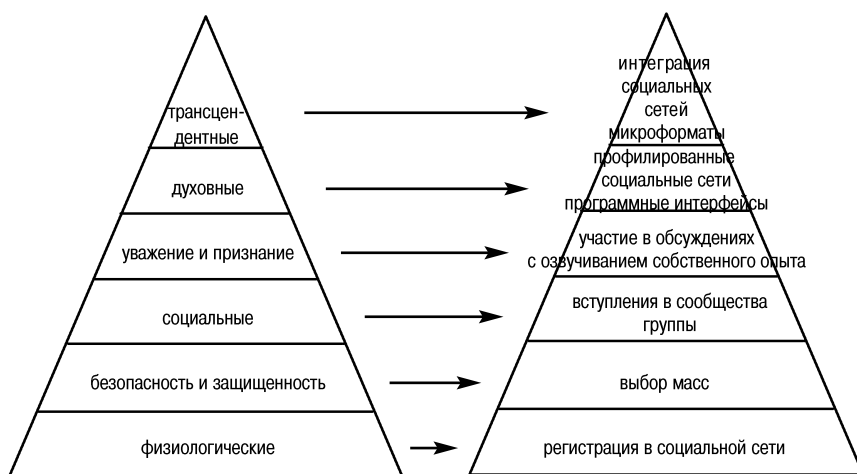 трансцен-
дентные
духовные
уважение и признание
социальные
безопасность и защищенность
физиологические
интеграция
социальных
сетей
микроформаты
профилированные
социальные сети
программные интерфейсы
участие в обсуждениях
с озвучиванием собственного опыта
вступления в сообщества
группы
выбор масс
регистрация в социальной сети